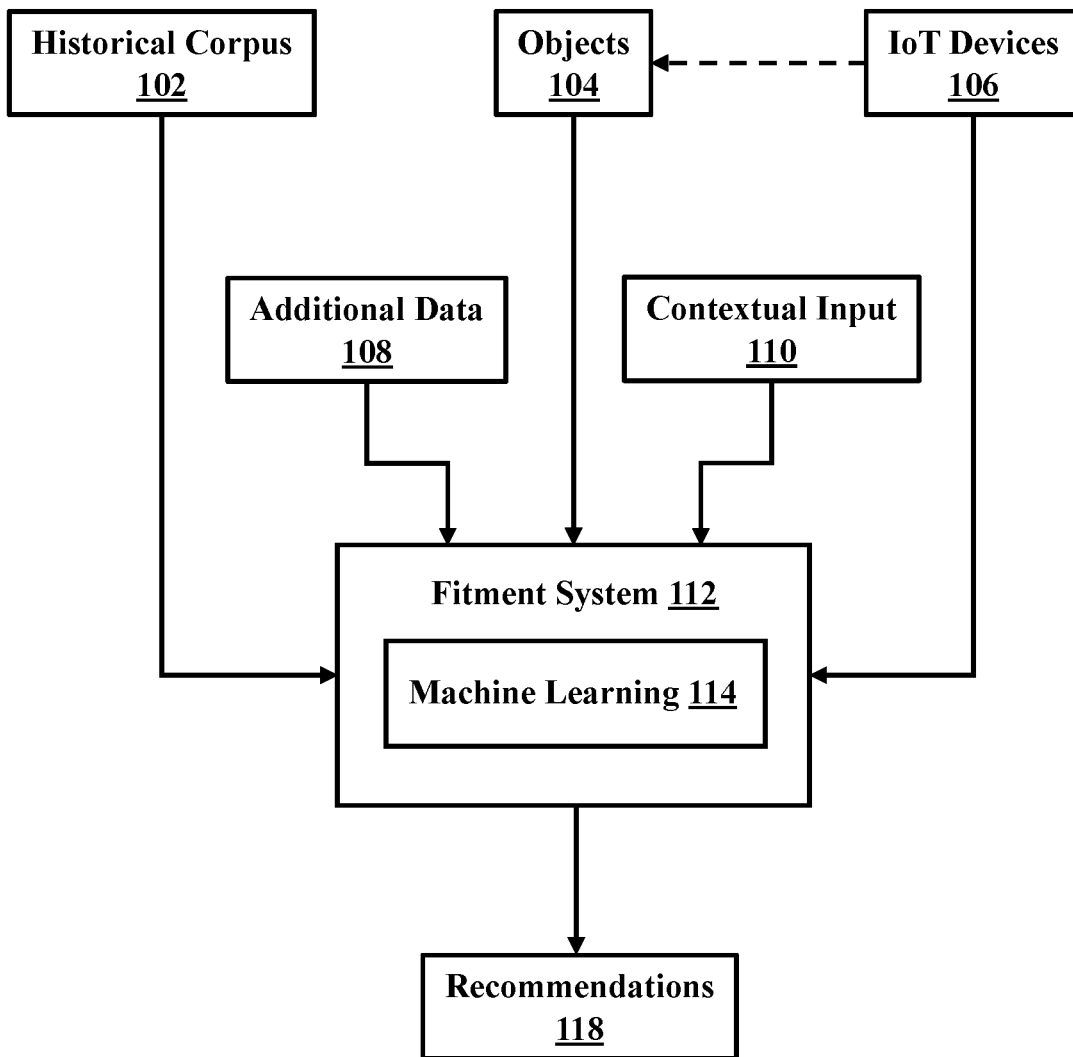 Historical Corpus
102
Objects
104
IoT Devices
106
Additional Data
108
Contextual Input
110
Fitment System 112
Machine Learning 114
Recommendations
118